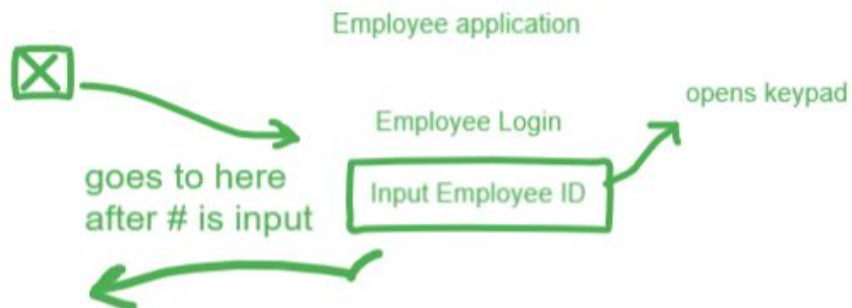 Employee application
opens keypad
Employee Login
goes to here
after # is input
Input Employee ID